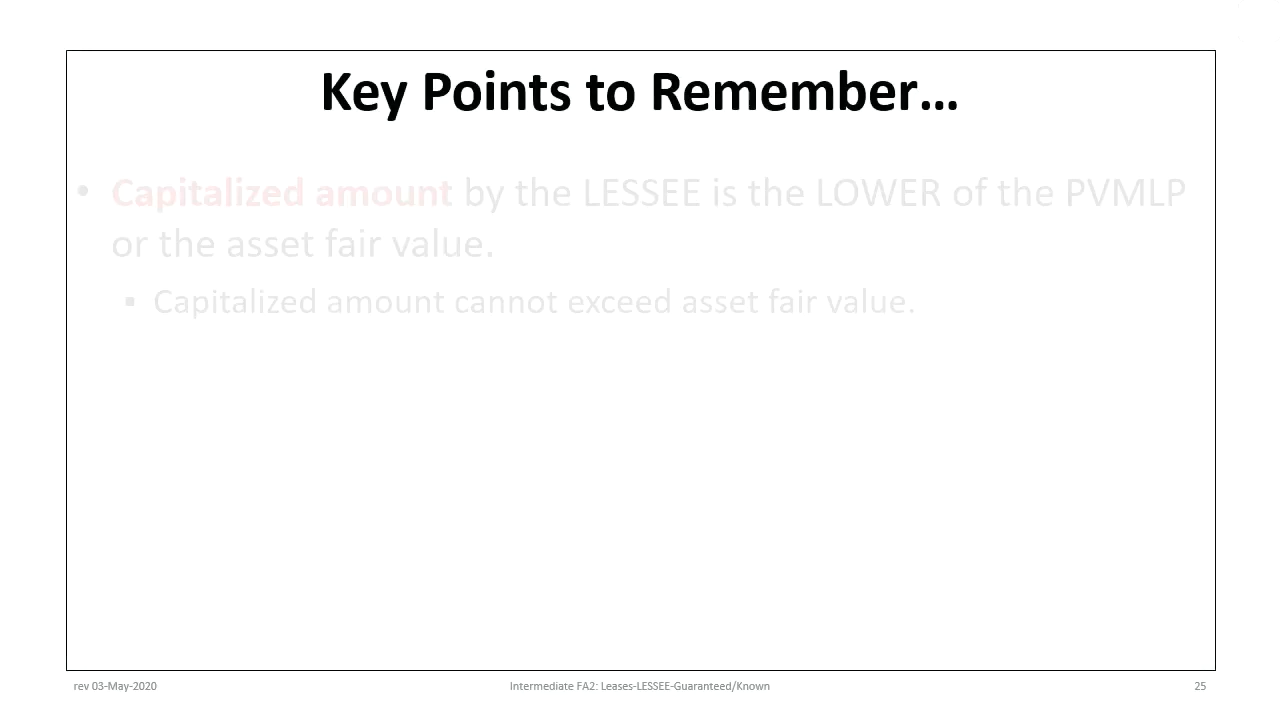 Key Points to Remember…
• Capitalized amount by the LESSEE is the LOWER of the PVMLP
or the asset fair value.
▪ Capitalized amount cannot exceed asset fair value.
rev 03-May-2020
Intermediate FA2: Leases-LESSEE-Guaranteed/Known
25